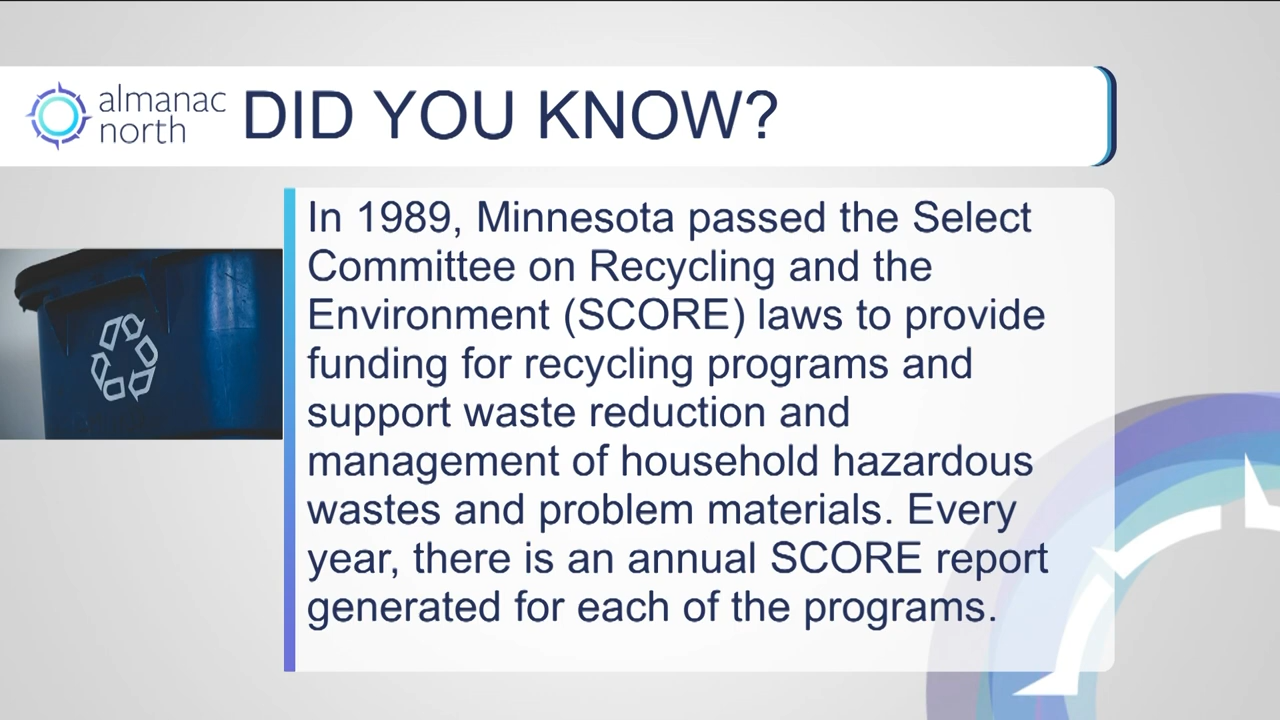 almanac
north
DID YOU KNOW?
In 1989, Minnesota passed the Select
Committee on Recycling and the
Environment (SCORE) laws to provide
funding for recycling programs and
support waste reduction and
management of household hazardous
wastes and problem materials. Every
year, there is an annual SCORE report
generated for each of the programs.